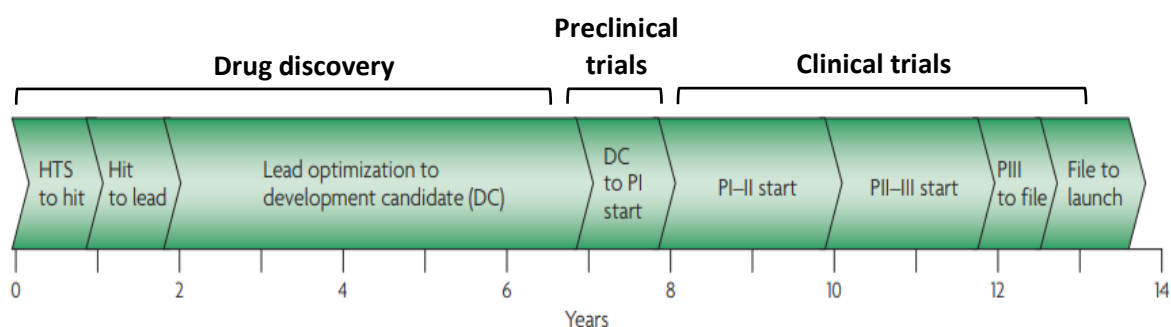 Drug discovery
Preclinical
trials
Clinical trials
HTS
to hit
Hit
to lead
Lead optimization to
development candidate (DC)
DC
to PI
start
PI–II start
PII–III start
PIII
to file
File to
launch
0 2 4 6 8 10 12 14
Years